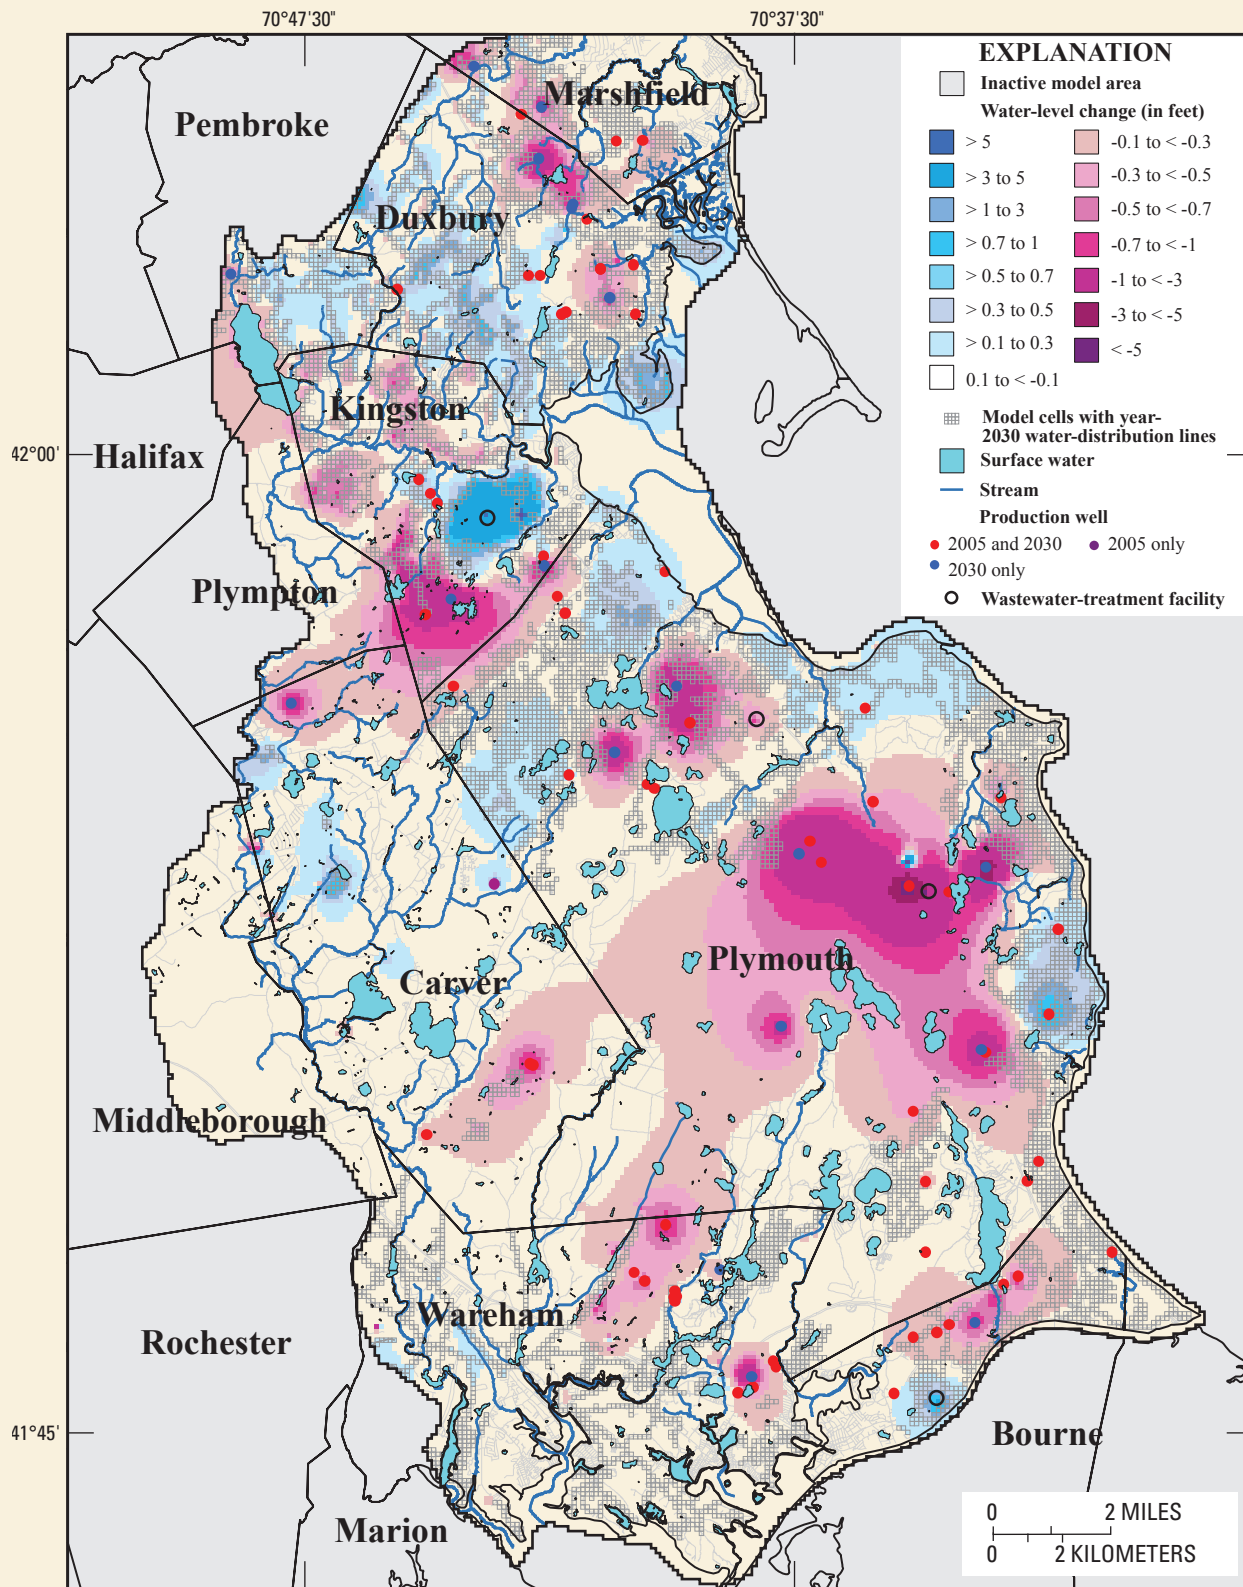 70°47'30"
70°37'30"
EXPLANATION
Inactive model area
Water-level change (in feet)
> 5
> 3 to 5
> 1 to 3
> 0.7 to 1
> 0.5 to 0.7
> 0.3 to 0.5
> 0.1 to 0.3
0.1 to < -0.1
-0.1 to < -0.3
-0.3 to < -0.5
-0.5 to < -0.7
-0.7 to < -1
-1 to < -3
-3 to < -5
< -5
Model cells with year-
2030 water-distribution lines
Surface water
Stream
Production well
2005 and 2030
2005 only
2030 only
Wastewater-treatment facility
Marshfield
Pembroke
Duxbury
Kingston
42°00'
Halifax
Plympton
Plymouth
Carver
Middleborough
Wareham
Rochester
41°45'
Bourne
Marion
0 2 MILES
0 2 KILOMETERS